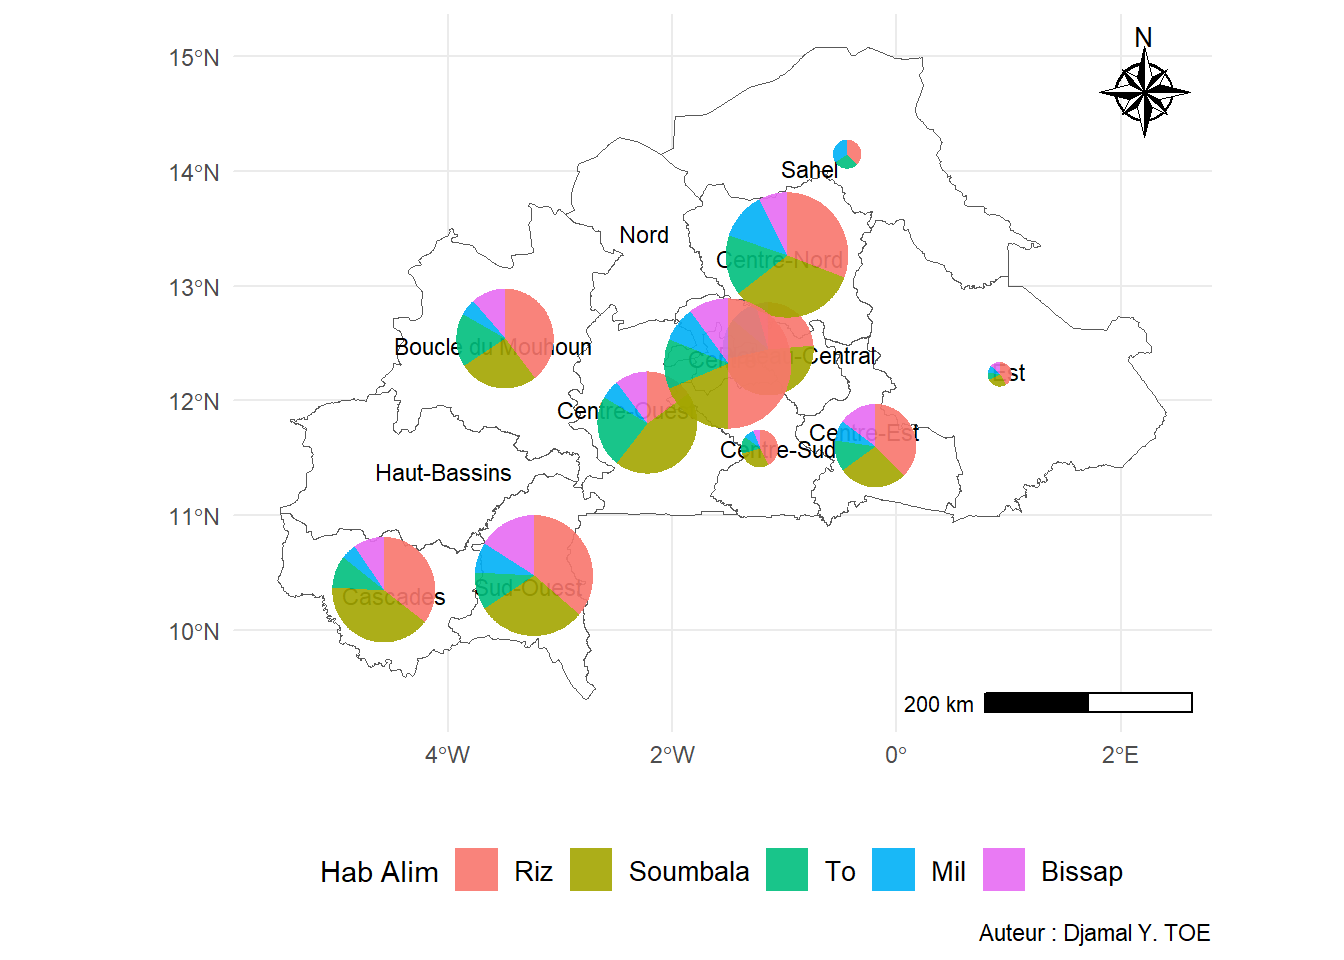 N
15°N
14°N
13°N
12°N
11°N
10°N
Sahel
Nord
Centre-Nord
Boucle du Mouhoun
-Central
Est
Centre-Ouest
Centre-Est
Centre-Sud
Haut-Bassins
Cascades
Sud-Ouest
200 km
4°W
2°W
0°
2°E
Hab Alim
Riz
Soumbala
To
Mil
Bissap
Auteur : Djamal Y. TOE